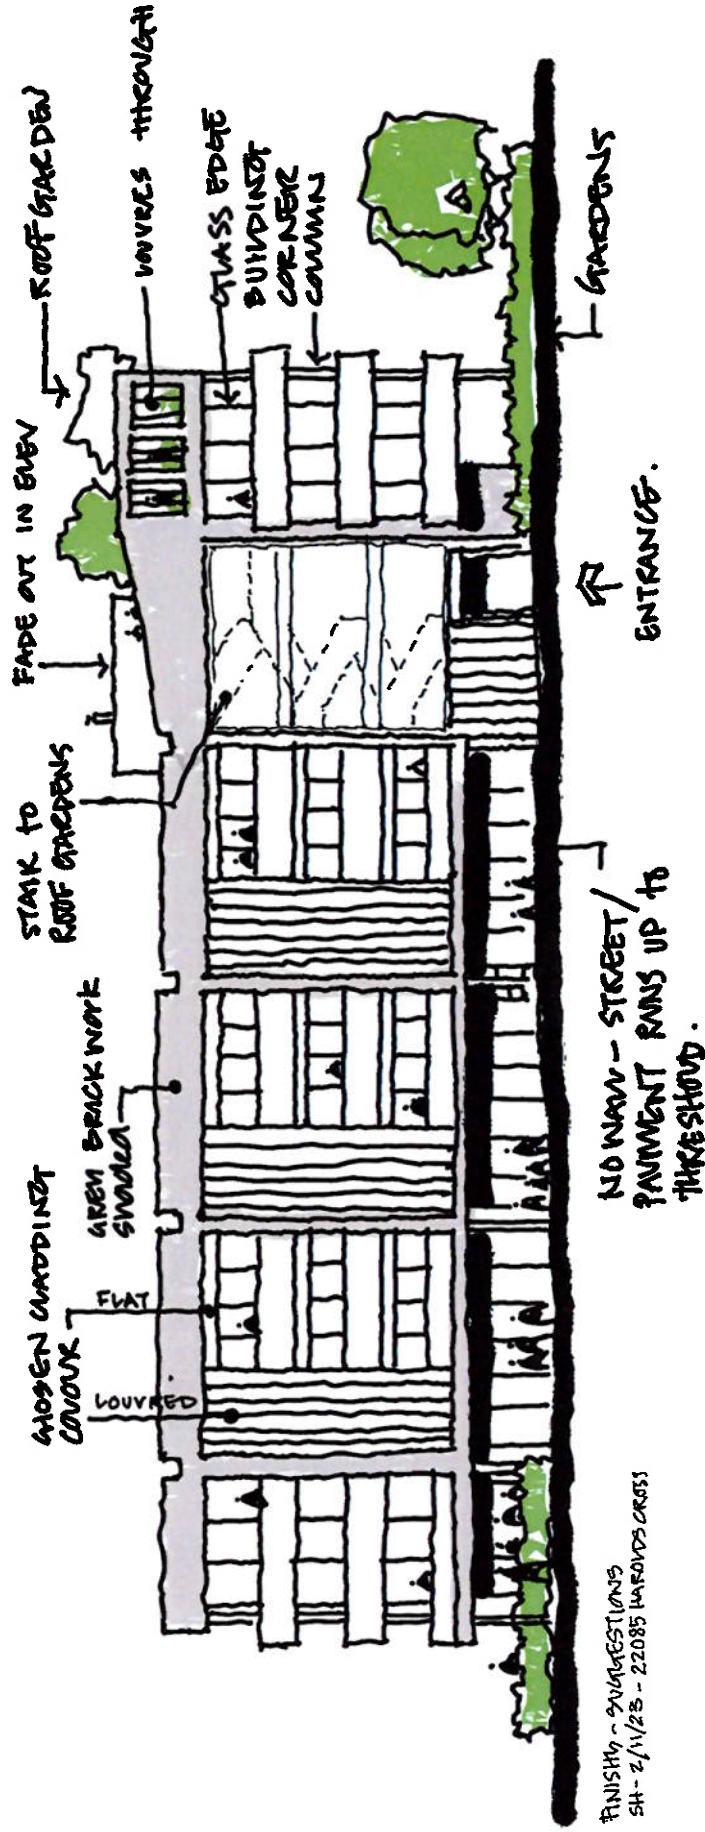 CHOSEN CLADDING
COLOUR
FLAT
LOUVRED
GREY BRICKWORK
SHADED
STAIR TO
ROOF GARDENS
FADE OUT IN ELEV
ROOF GARDEN
LOUVRES THROUGH
GLASS EDGE
BUILDING
CORNER
COLUMN
FINISHES - SUGGESTIONS
SH - 2/11/23 - 22085 HAROLDS CROSS
NO WALL - STREET/
PAVEMENT RUNS UP TO
THRESHOLD.
ENTRANCE.
GARDENS